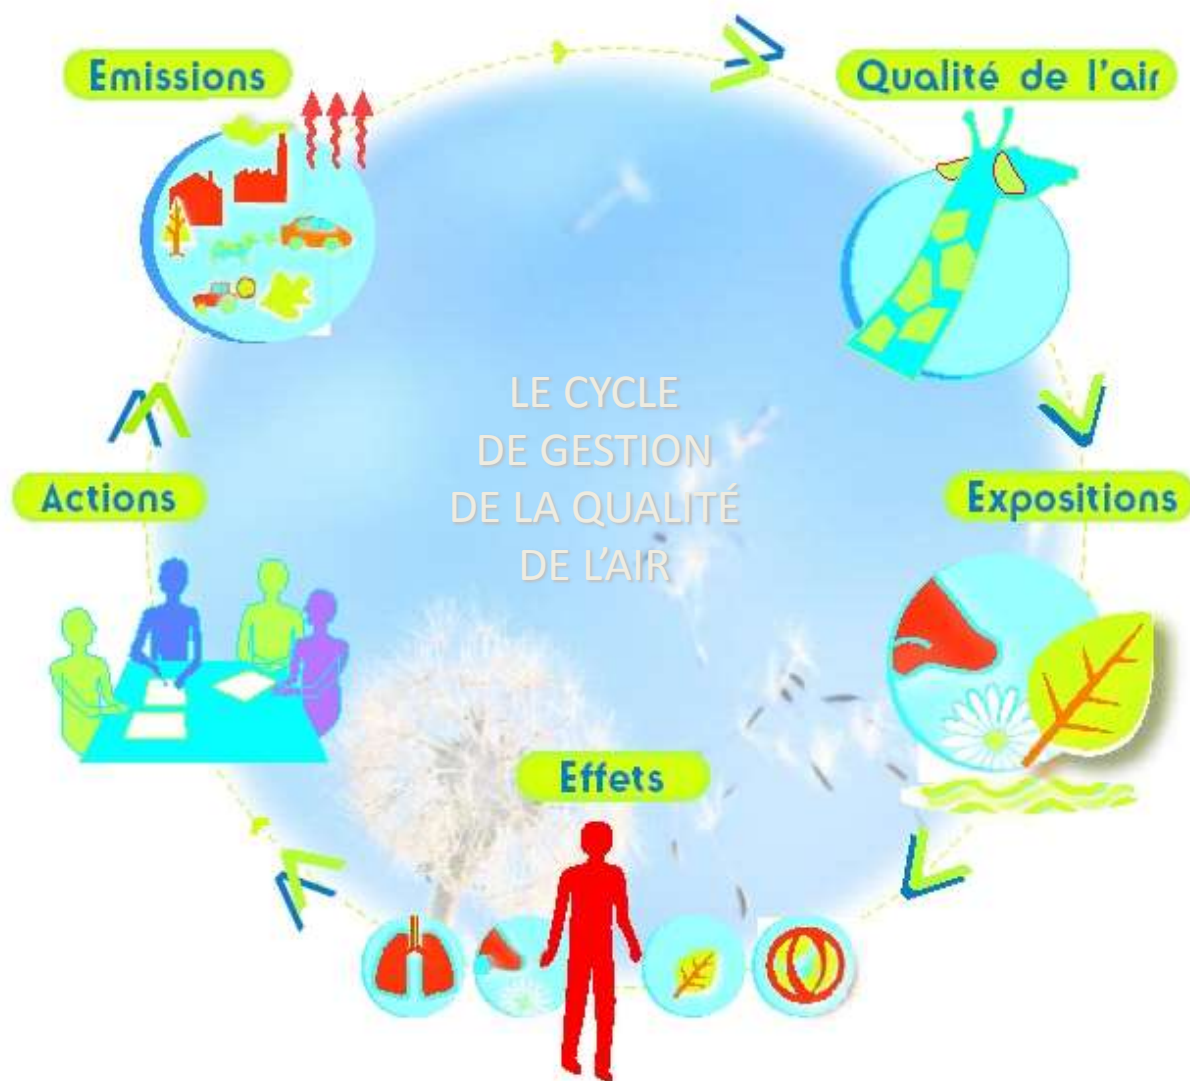 Emissions
Qualité de l'air
LE CYCLE
DE GESTION
DE LA QUALITÉ
DE L'AIR
Actions
Expositions
Effets